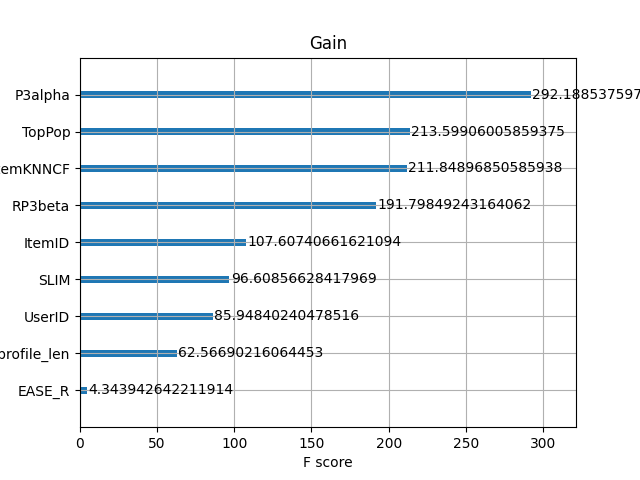 Gain
P3alpha 292.188537597
TopPop 213.59906005859375
emKNNCF 211.84896850585938
RP3beta 191.79849243164062
ItemID 107.60740661621094
SLIM 96.60856628417969
UserID 85.94840240478516
profile_len 62.56690216064453
EASE_R 4.343942642211914
0 50 100 150 200 250 300
F score